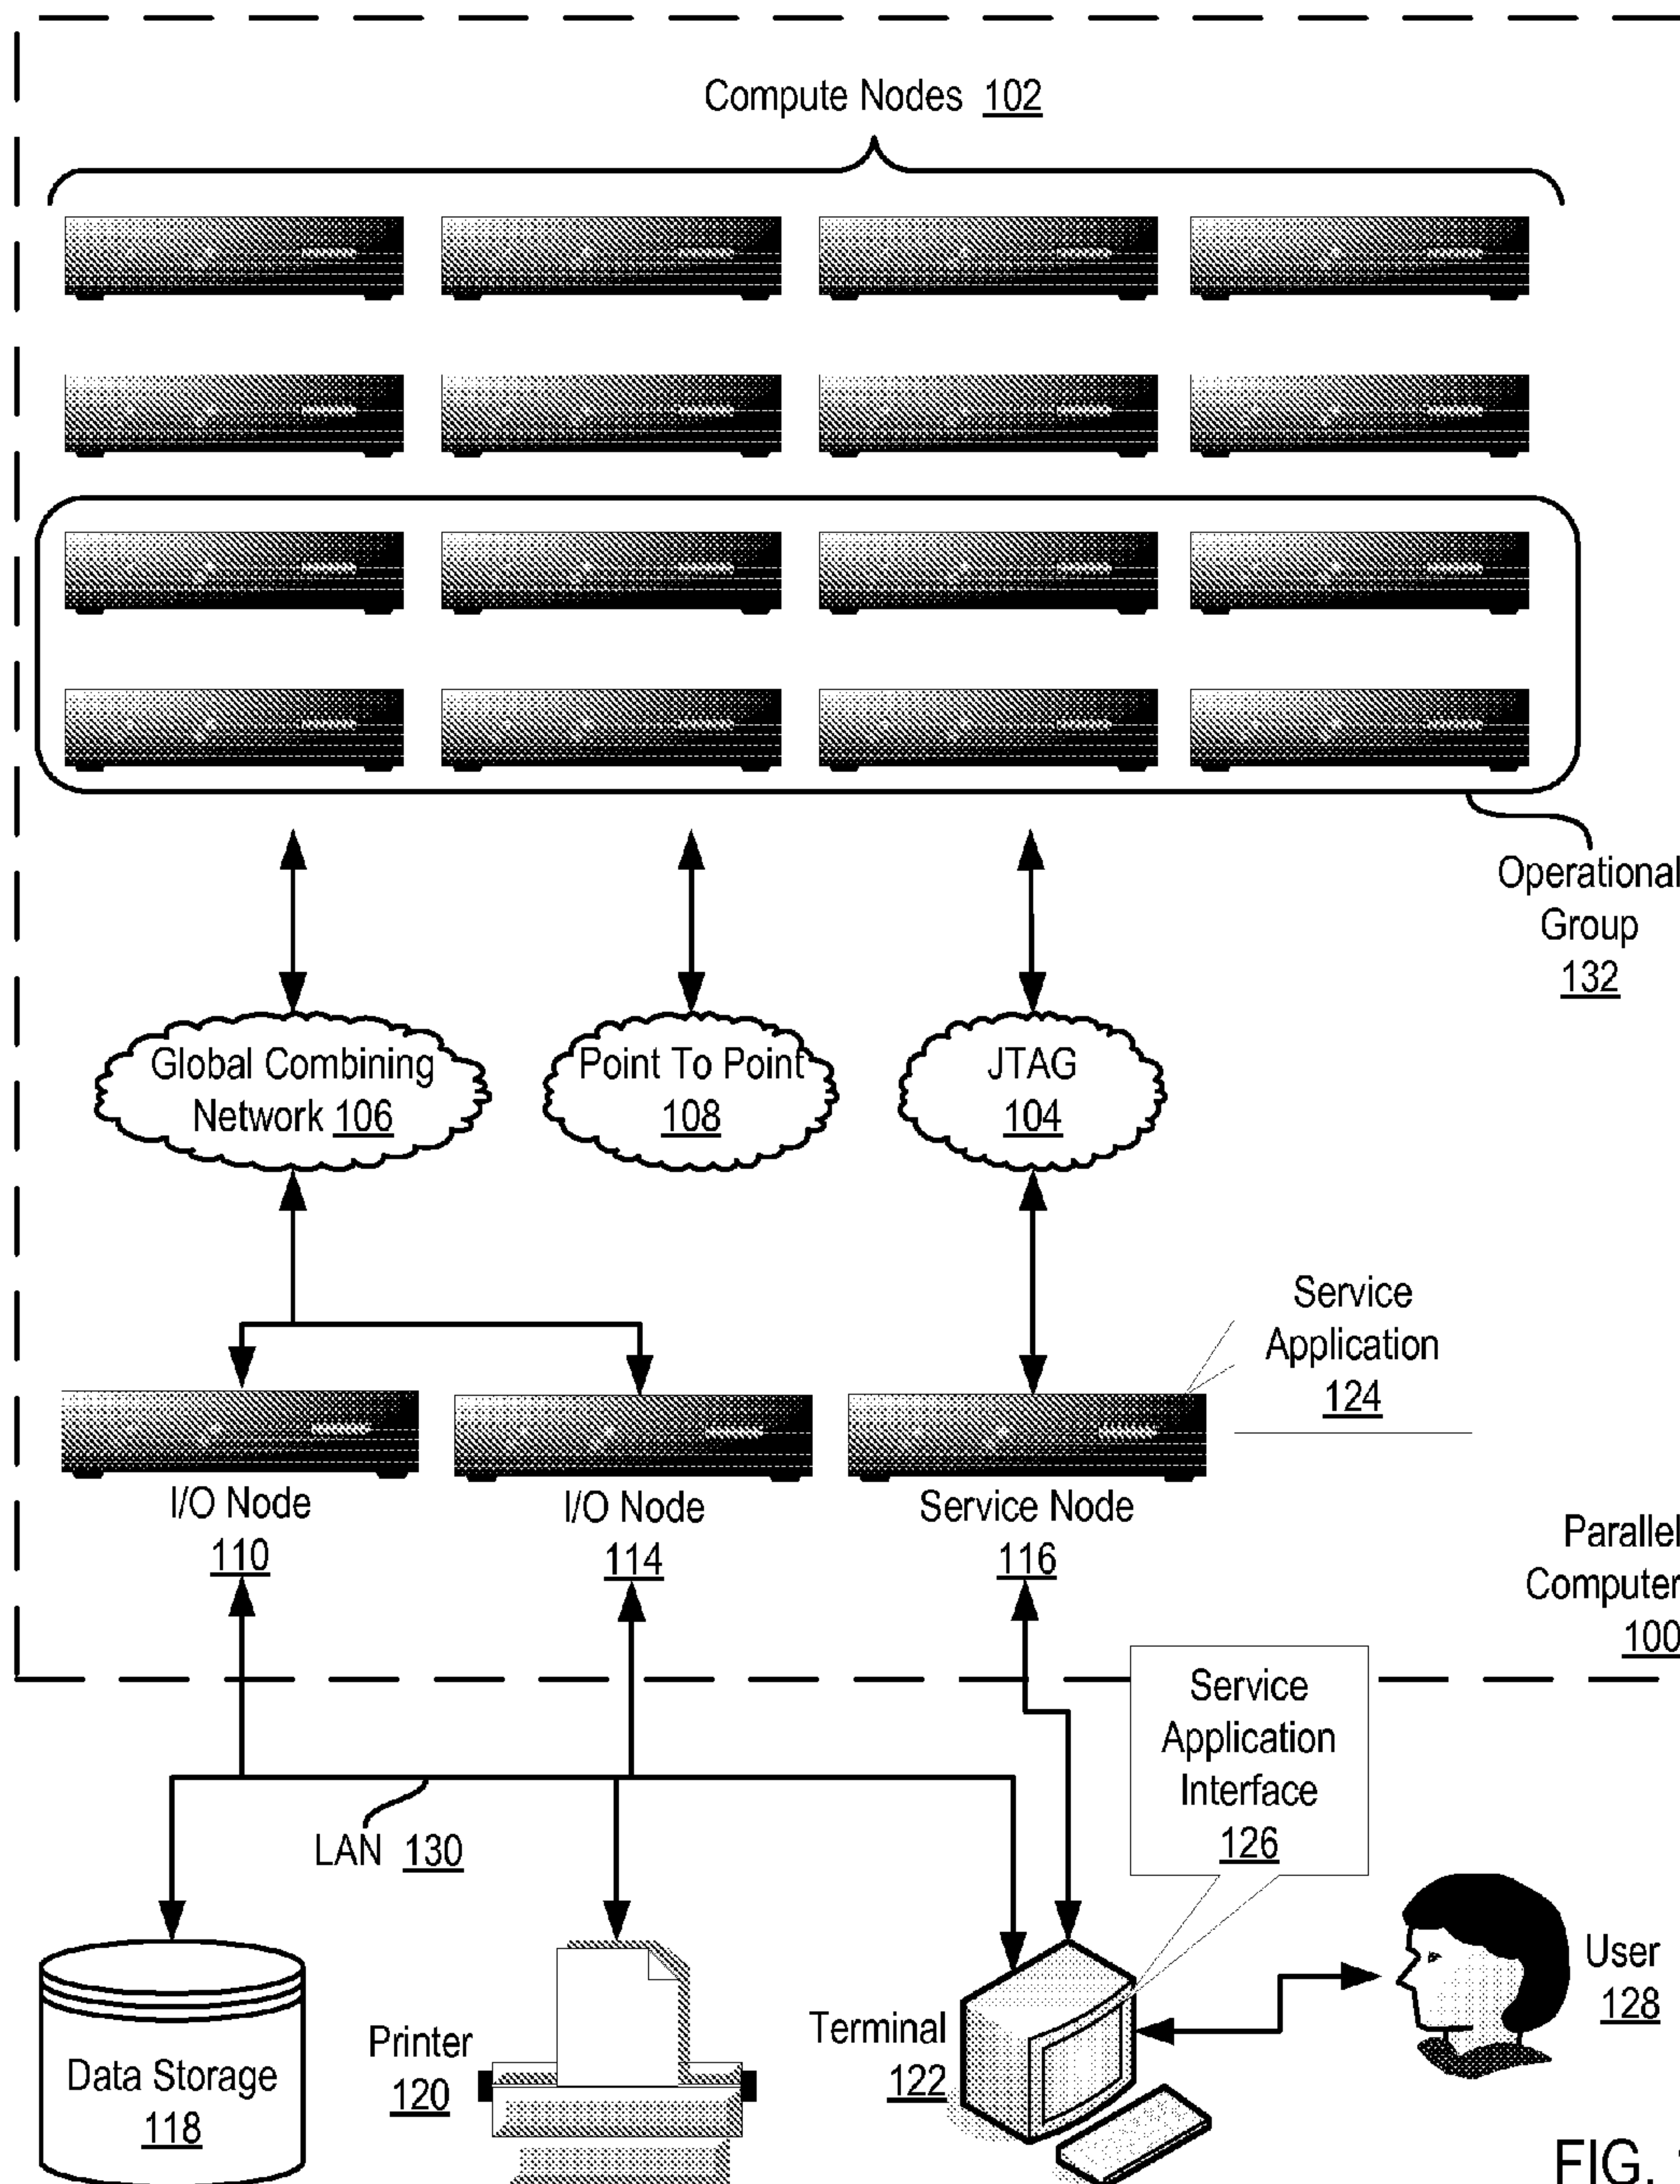 Compute Nodes 102
Operational
Group
132
Global Combining
Network 106
Point To Point
108
JTAG
104
Service
Application
124
I/O Node
110
I/O Node
114
Service Node
116
Parallel
Computer
100
Service
Application
Interface
126
LAN 130
Data Storage
118
Printer
120
Terminal
122
User
128
FIG.